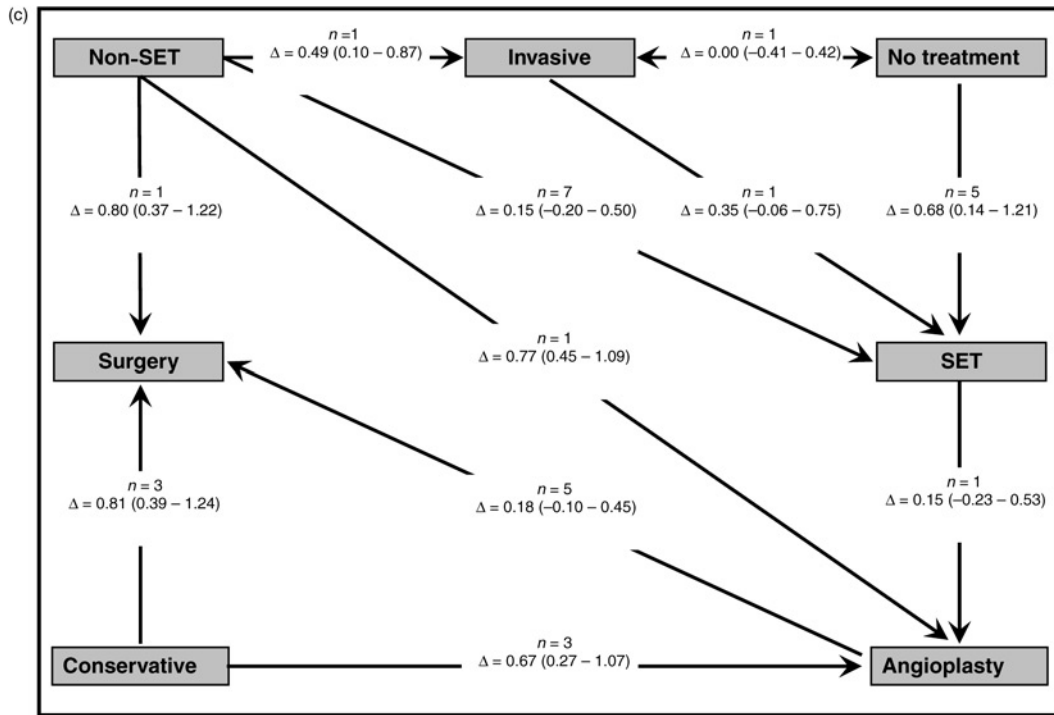 (c)
Non-SET
n =1
Δ = 0.49 (0.10 – 0.87)
Invasive
n = 1
Δ = 0.00 (–0.41 – 0.42)
No treatment
n = 1
Δ = 0.80 (0.37 – 1.22)
n = 7
Δ = 0.15 (–0.20 – 0.50)
n = 1
Δ = 0.35 (–0.06 – 0.75)
n = 5
Δ = 0.68 (0.14 – 1.21)
Surgery
n = 1
Δ = 0.77 (0.45 – 1.09)
SET
n = 3
Δ = 0.81 (0.39 – 1.24)
n = 5
Δ = 0.18 (–0.10 – 0.45)
n = 1
Δ = 0.15 (–0.23 – 0.53)
Conservative
n = 3
Δ = 0.67 (0.27 – 1.07)
Angioplasty